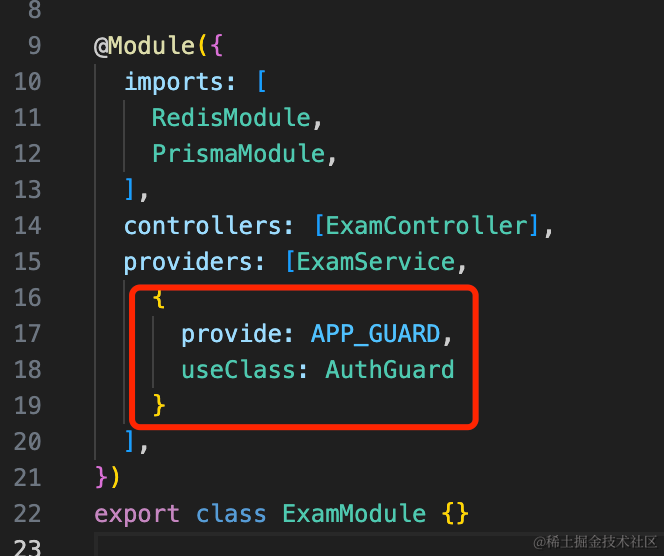 8
9 @Module({
10 imports: [
11 RedisModule,
12 PrismaModule,
13 ],
14 controllers: [ExamController],
15 providers: [ExamService,
16 {
17 provide: APP_GUARD,
18 useClass: AuthGuard
19 }
20 ],
21 })
22 export class ExamModule {}
23
@稀土掘金技术社区